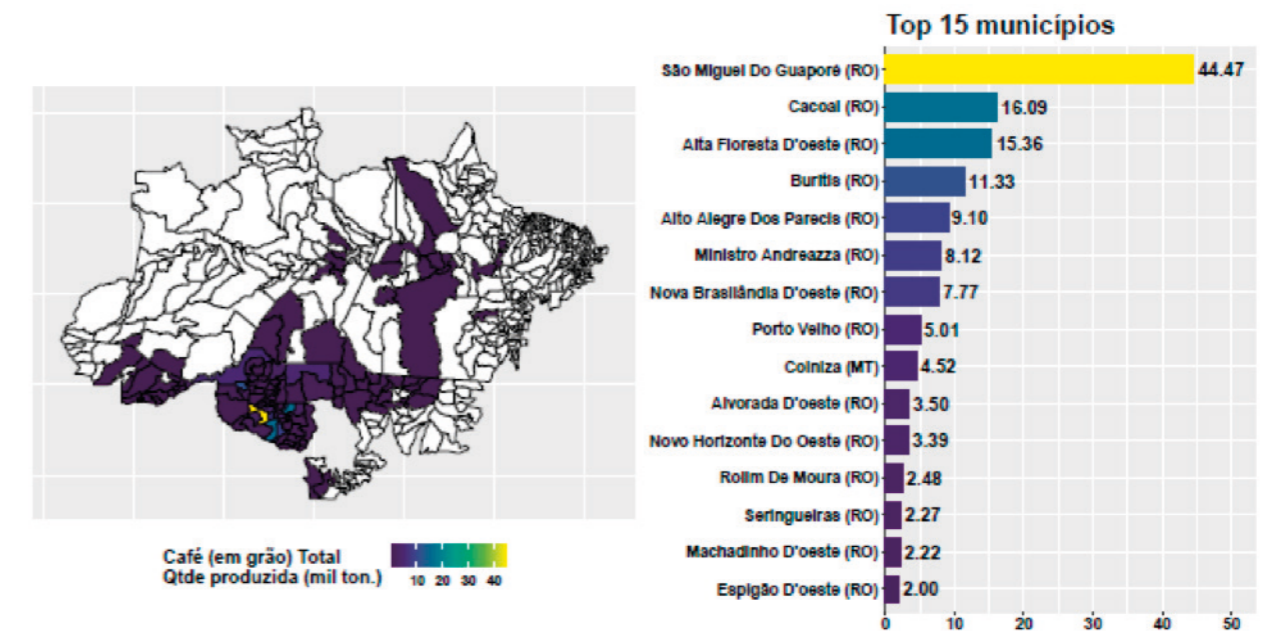 Top 15 municípios
São Miguel Do Guaporé (RO) 44.47
Cacoal (RO) 16.09
Alta Floresta D'oeste (RO) 15.36
Buritis (RO) 11.33
Alto Alegre Dos Parecis (RO) 9.10
Ministro Andreazza (RO) 8.12
Nova Brasilândia D'oeste (RO) 7.77
Porto Velho (RO) 5.01
Colniza (MT) 4.52
Alvorada D'oeste (RO) 3.50
Novo Horizonte Do Oeste (RO) 3.39
Rolim De Moura (RO) 2.48
Seringueiras (RO) 2.27
Machadinho D'oeste (RO) 2.22
Espigão D'oeste (RO) 2.00
0 10 20 30 40 50
Café (em grão) Total
Qtde produzida (mil ton.)
10 20 30 40